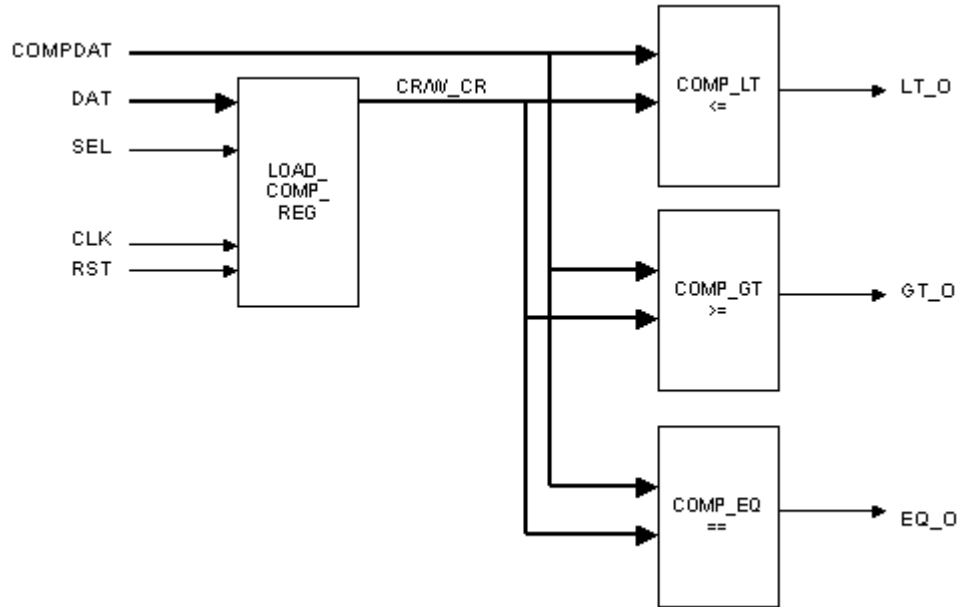 COMPDAT
DAT
SEL
CLK
RST
LOAD_
COMP_
REG
CR/W_CR
COMP_LT
<=
LT_O
COMP_GT
>=
GT_O
COMP_EQ
==
EQ_O